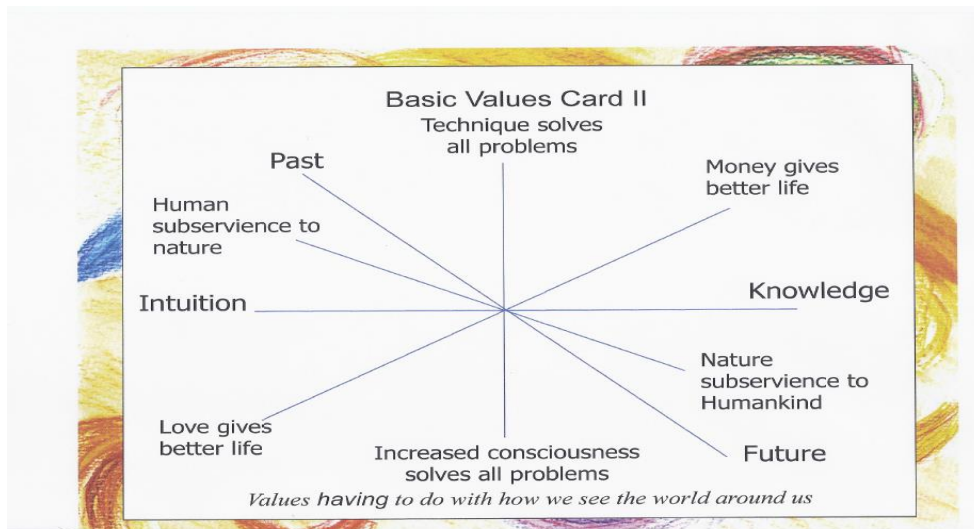 Basic Values Card II
Technique solves
all problems
Past
Money gives
better life
Human
subservience to
nature
Intuition
Knowledge
Nature
subservience to
Humankind
Love gives
better life
Increased consciousness
solves all problems
Future
Values having to do with how we see the world around us